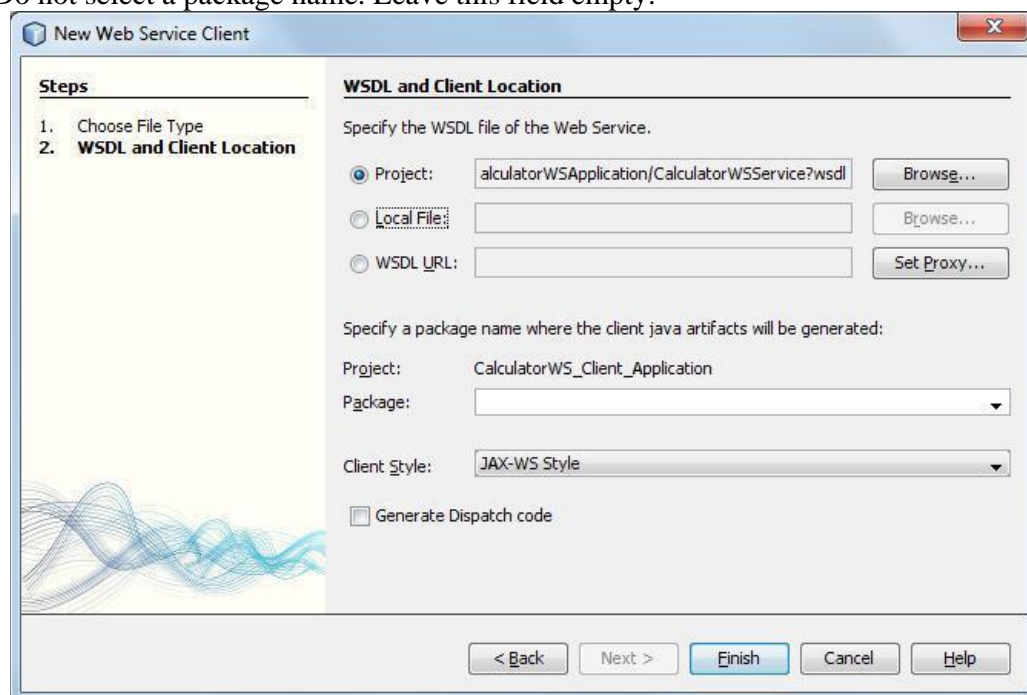 Do not select a package name. Leave this field empty.
New Web Service Client
Steps
1. Choose File Type
2. WSDL and Client Location
WSDL and Client Location
Specify the WSDL file of the Web Service.
Project: alculatorWSApplication/CalculatorWSService?wsdl Browse...
Local File: Browse...
WSDL URL: Set Proxy...
Specify a package name where the client java artifacts will be generated:
Project: CalculatorWS_Client_Application
Package:
Client Style: JAX-WS Style
Generate Dispatch code
< Back Next > Finish Cancel Help